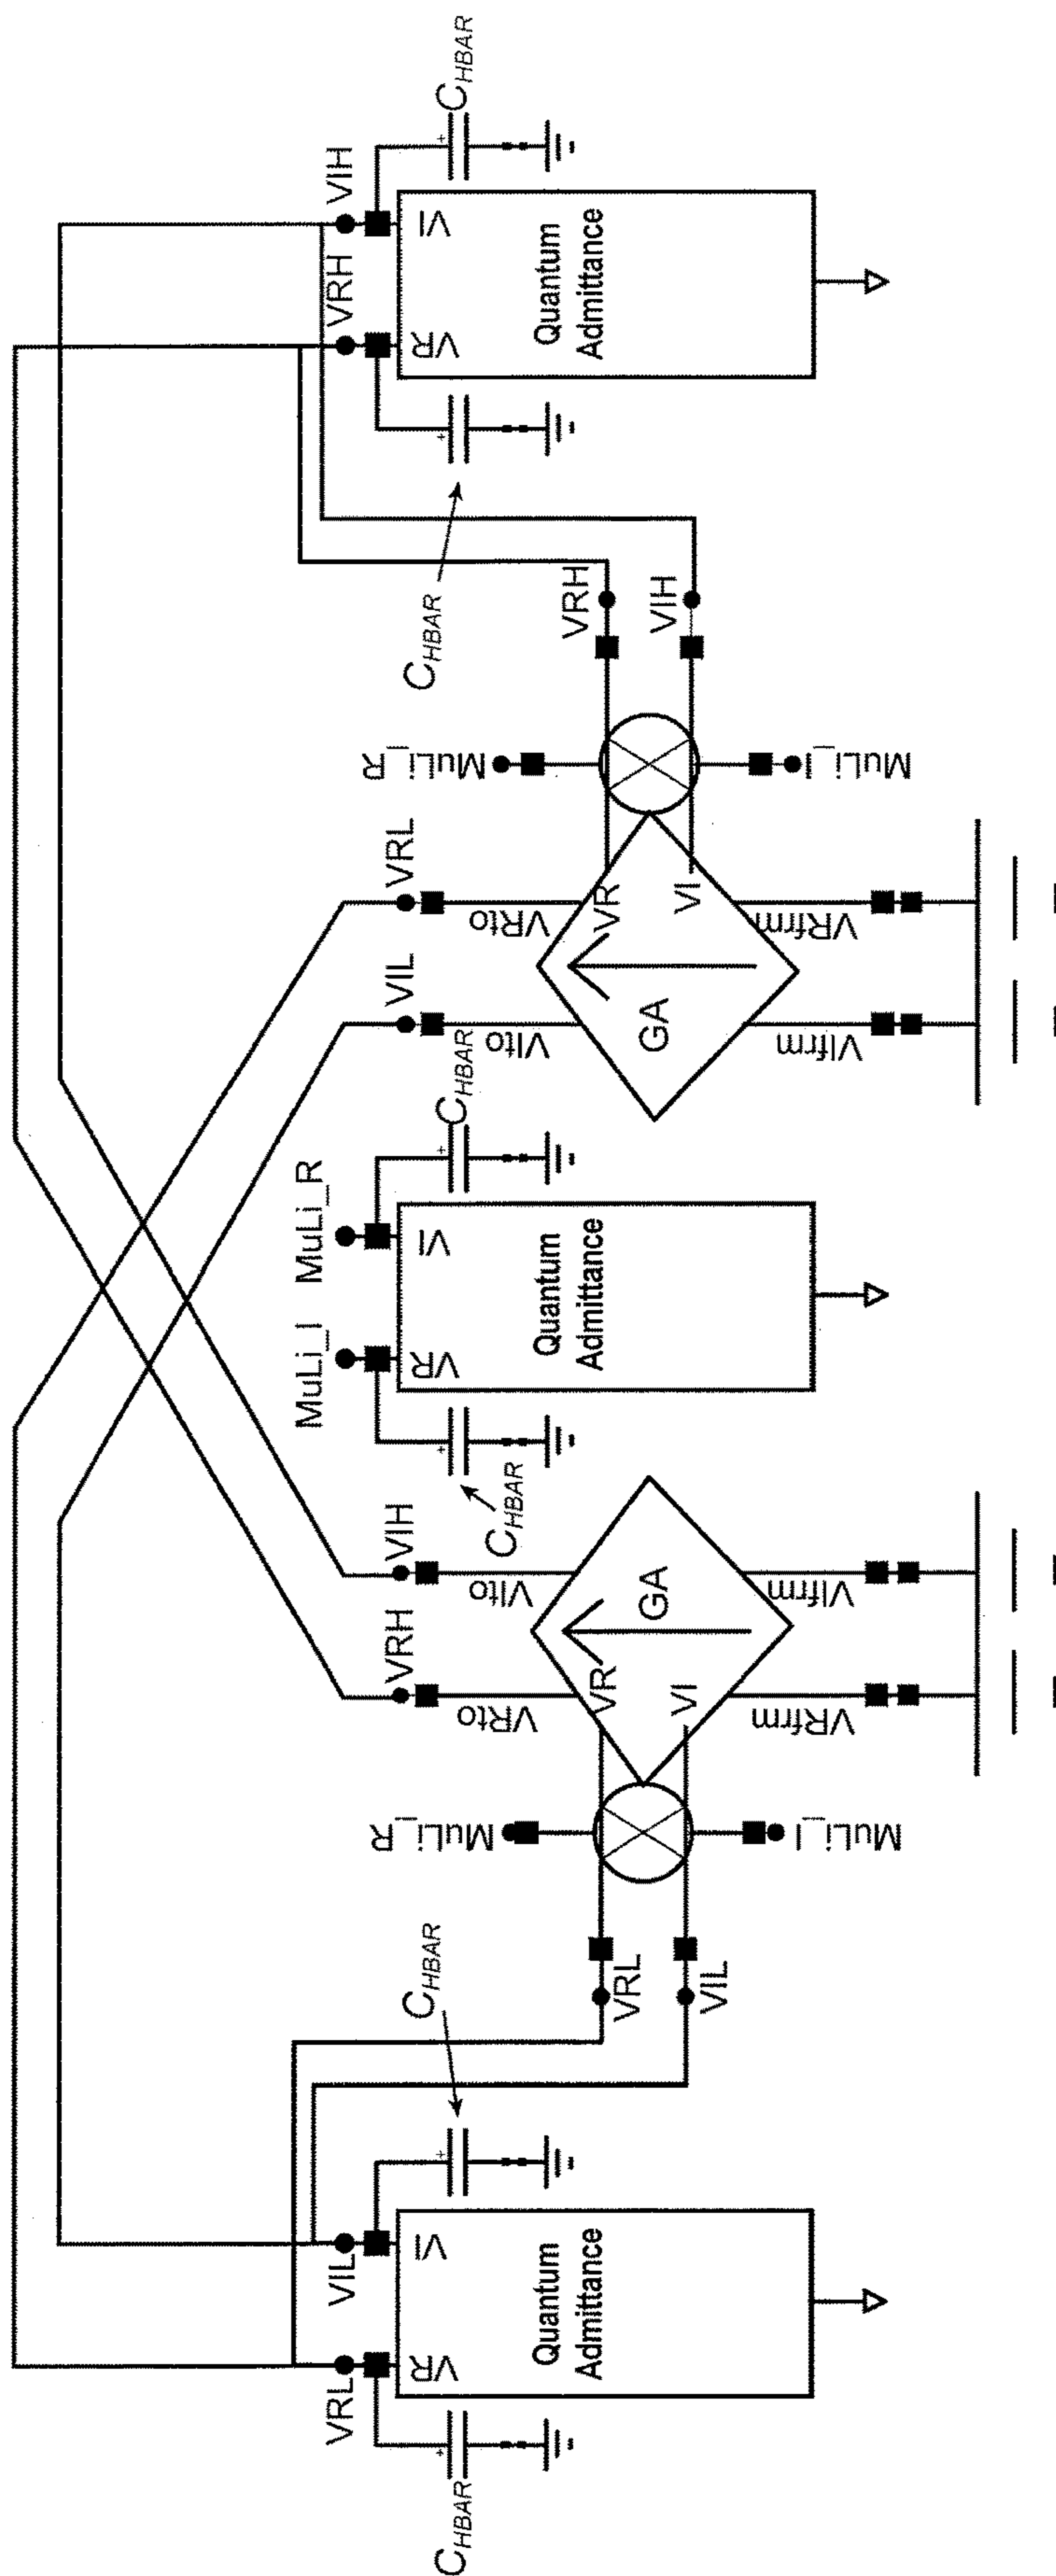 C_HBAR
VRL
VIL
VR
VI
Quantum
Admittance
C_HBAR
VRL
VIL
MuLi_R
MuLi_I
VRH
VIH
VRto
VIto
VR
VI
GA
VRfrm
VIfrm
C_HBAR
MuLi_I
MuLi_R
VR
VI
Quantum
Admittance
C_HBAR
VIL
VRL
VIto
VRto
GA
VR
VI
VIfrm
VRfrm
MuLi_R
MuLi_I
VRH
VIH
C_HBAR
VRH
VIH
VR
VI
Quantum
Admittance
C_HBAR